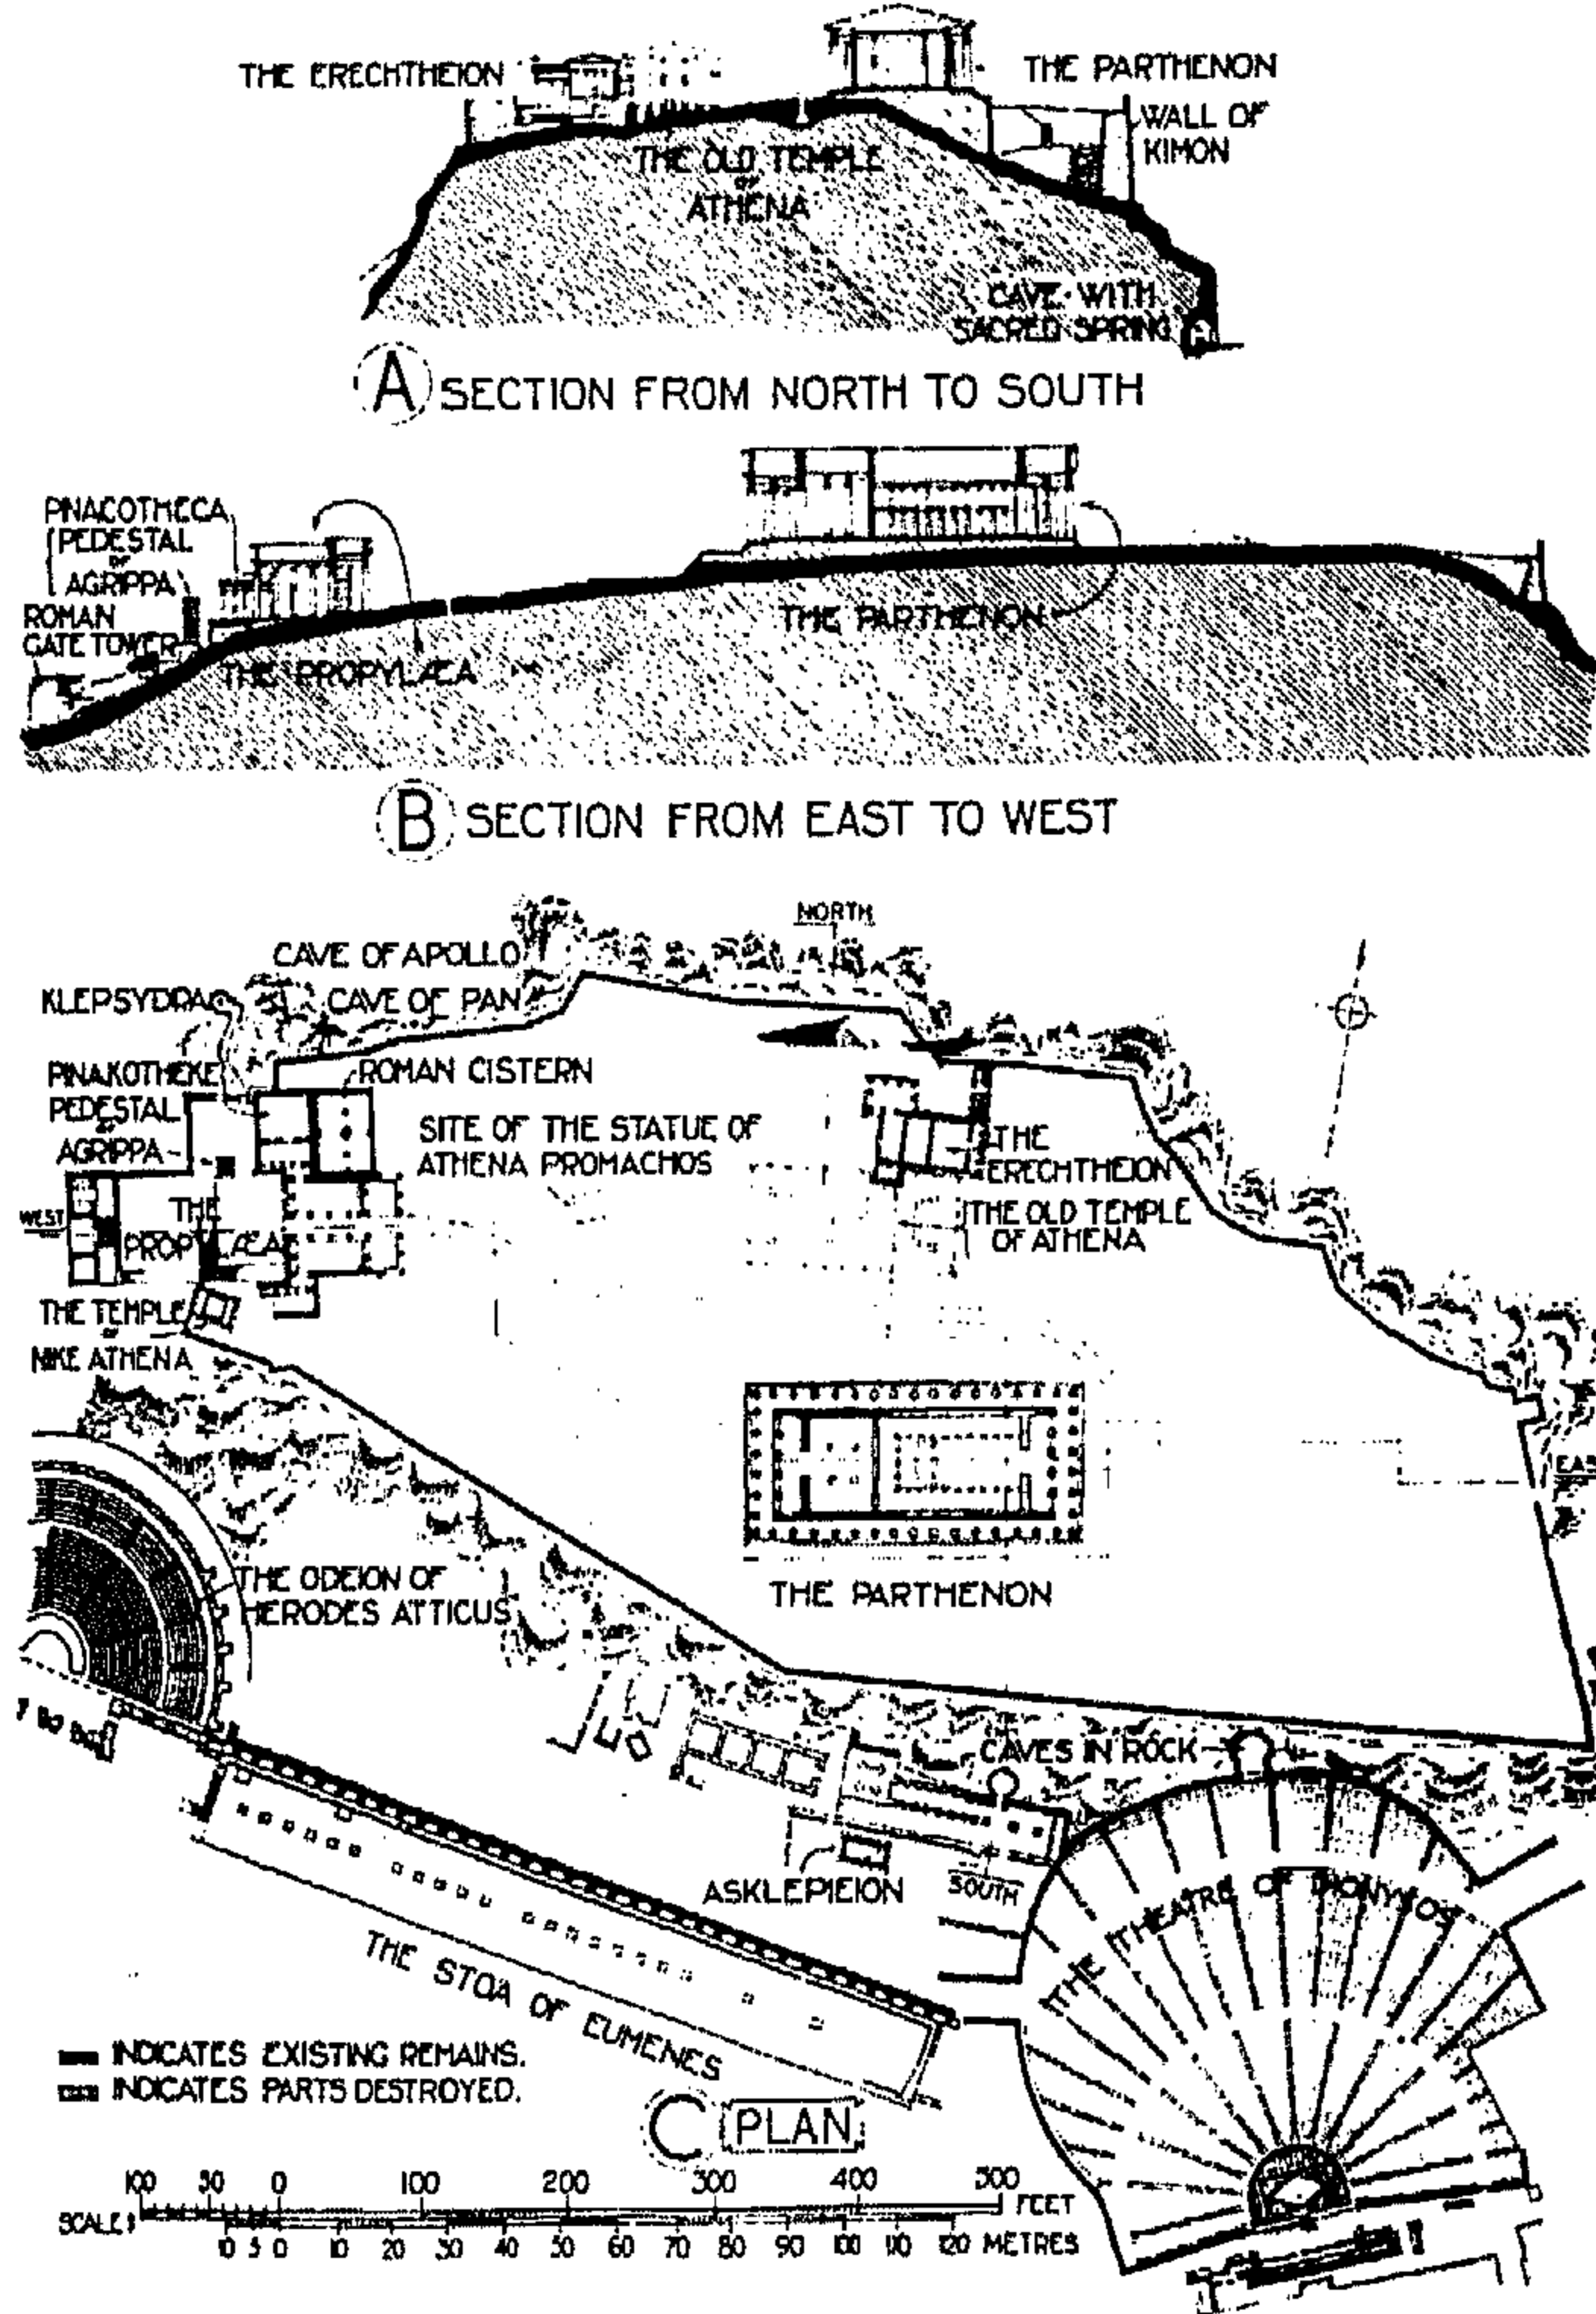 THE ERECHTHEION
THE PARTHENON
WALL OF
KIMON
THE OLD TEMPLE
OF
ATHENA
CAVE WITH
SACRED SPRING
A SECTION FROM NORTH TO SOUTH
PINACOTHECA
PEDESTAL
OF
AGRIPPA
ROMAN
GATE TOWER
THE PROPYLÆA
THE PARTHENON
B SECTION FROM EAST TO WEST
NORTH
CAVE OF APOLLO
KLEPSYDRA
CAVE OF PAN
PINAKOTHEKE
ROMAN CISTERN
PEDESTAL
OF
AGRIPPA
SITE OF THE STATUE OF
ATHENA PROMACHOS
THE
ERECHTHEION
WEST
THE
PROPYLÆA
THE OLD TEMPLE
OF ATHENA
THE TEMPLE
OF
NIKE ATHENA
EAS
THE ODEION OF
HERODES ATTICUS
THE PARTHENON
CAVES IN ROCK
ASKLEPIEION
SOUTH
THE THEATRE OF DIONYSOS
THE STOA OF EUMENES
INDICATES EXISTING REMAINS.
INDICATES PARTS DESTROYED.
C PLAN
100 50 0 100 200 300 400 500 FEET
SCALES
10 5 0 10 20 30 40 50 60 70 80 90 100 110 120 METRES